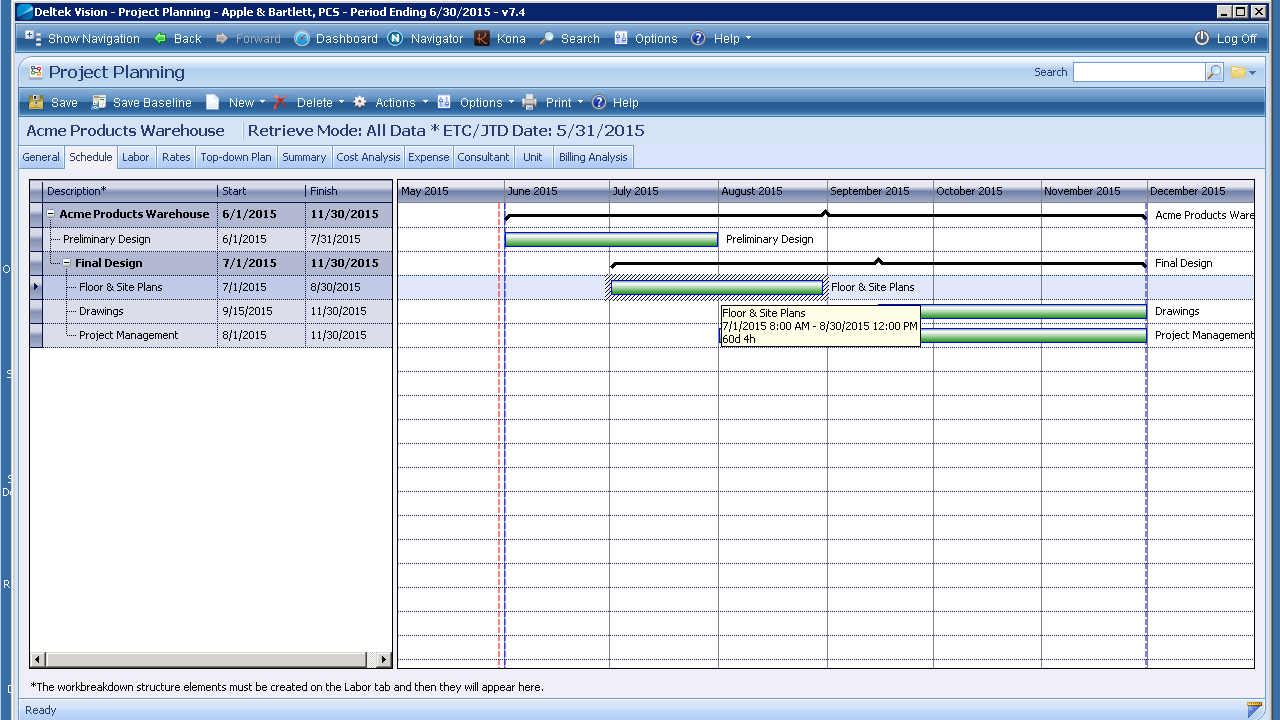 Deltek Vision - Project Planning - Apple & Bartlett, PCS - Period Ending 6/30/2015 - v7.4
Show Navigation Back Forward Dashboard Navigator Kona Search Options Help Log Off
Project Planning Search
Save Save Baseline New Delete Actions Options Print Help
Acme Products Warehouse Retrieve Mode: All Data * ETC/JTD Date: 5/31/2015
General Schedule Labor Rates Top-down Plan Summary Cost Analysis Expense Consultant Unit Billing Analysis
Description* Start Finish May 2015 June 2015 July 2015 August 2015 September 2015 October 2015 November 2015 December 2015
Acme Products Warehouse 6/1/2015 11/30/2015 Acme Products Ware
Preliminary Design 6/1/2015 7/31/2015 Preliminary Design
Final Design 7/1/2015 11/30/2015 Final Design
Floor & Site Plans 7/1/2015 8/30/2015 Floor & Site Plans
Drawings 9/15/2015 11/30/2015 Drawings
Project Management 8/1/2015 11/30/2015 Project Management
Floor & Site Plans
7/1/2015 8:00 AM - 8/30/2015 12:00 PM
60d 4h
*The workbreakdown structure elements must be created on the Labor tab and then they will appear here.
Ready